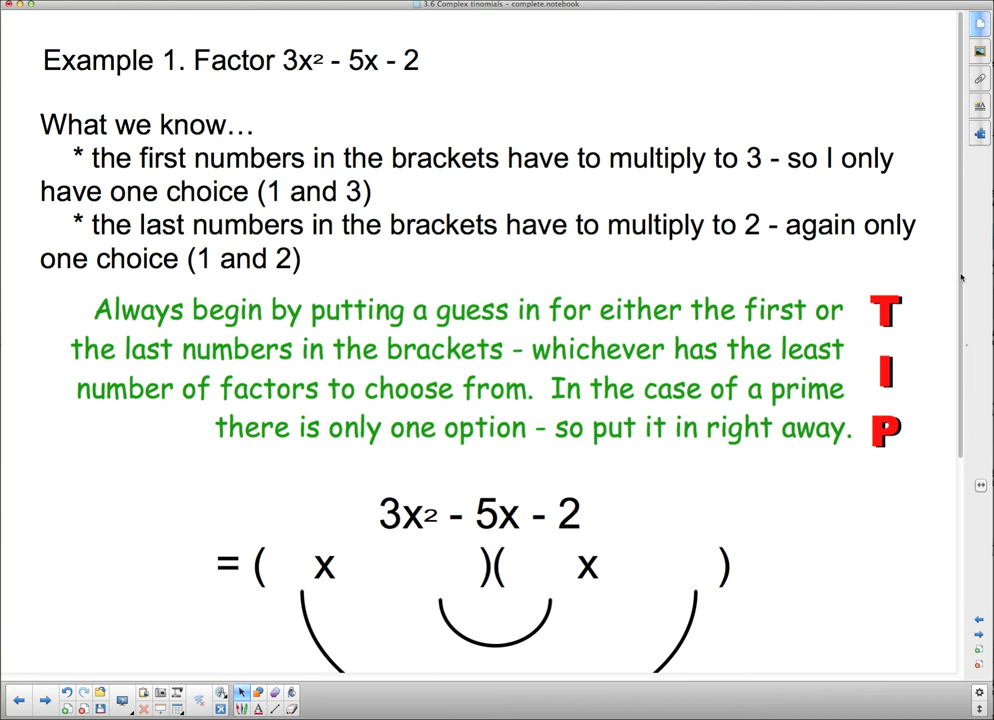 3.6 Complex tinomials - complete.notebook
Example 1. Factor 3x² - 5x - 2
What we know…
* the first numbers in the brackets have to multiply to 3 - so I only
have one choice (1 and 3)
* the last numbers in the brackets have to multiply to 2 - again only
one choice (1 and 2)
Always begin by putting a guess in for either the first or
the last numbers in the brackets - whichever has the least
number of factors to choose from. In the case of a prime
there is only one option - so put it in right away.
T
I
P
3x² - 5x - 2
= ( x )( x )